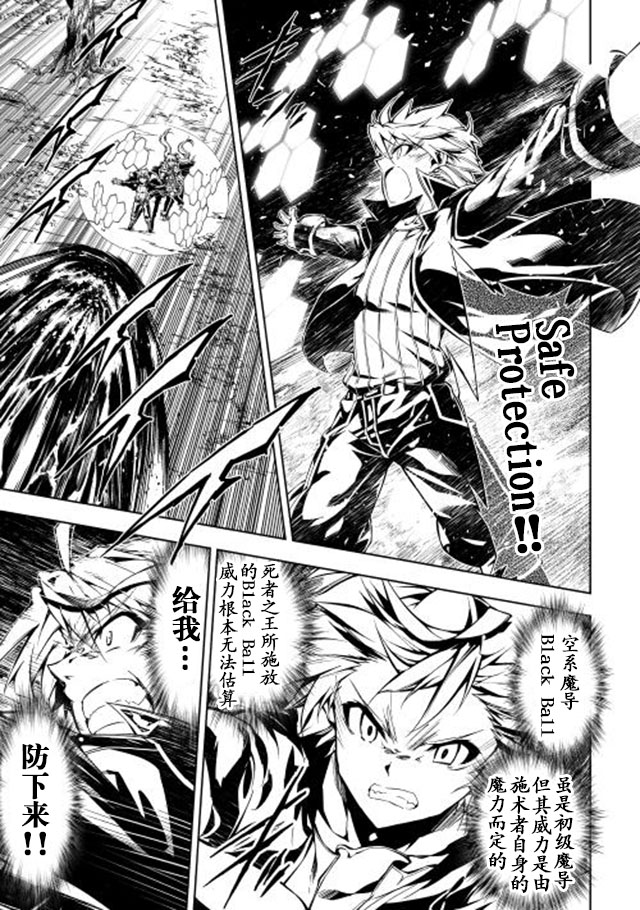 Safe
Protection!!
空系魔导
Black Ball
虽是初级魔导
但其威力是由
施术者自身的
魔力而定的
死者之王所施放
的Black Ball
威力根本无法估算
给我…
防下来!!